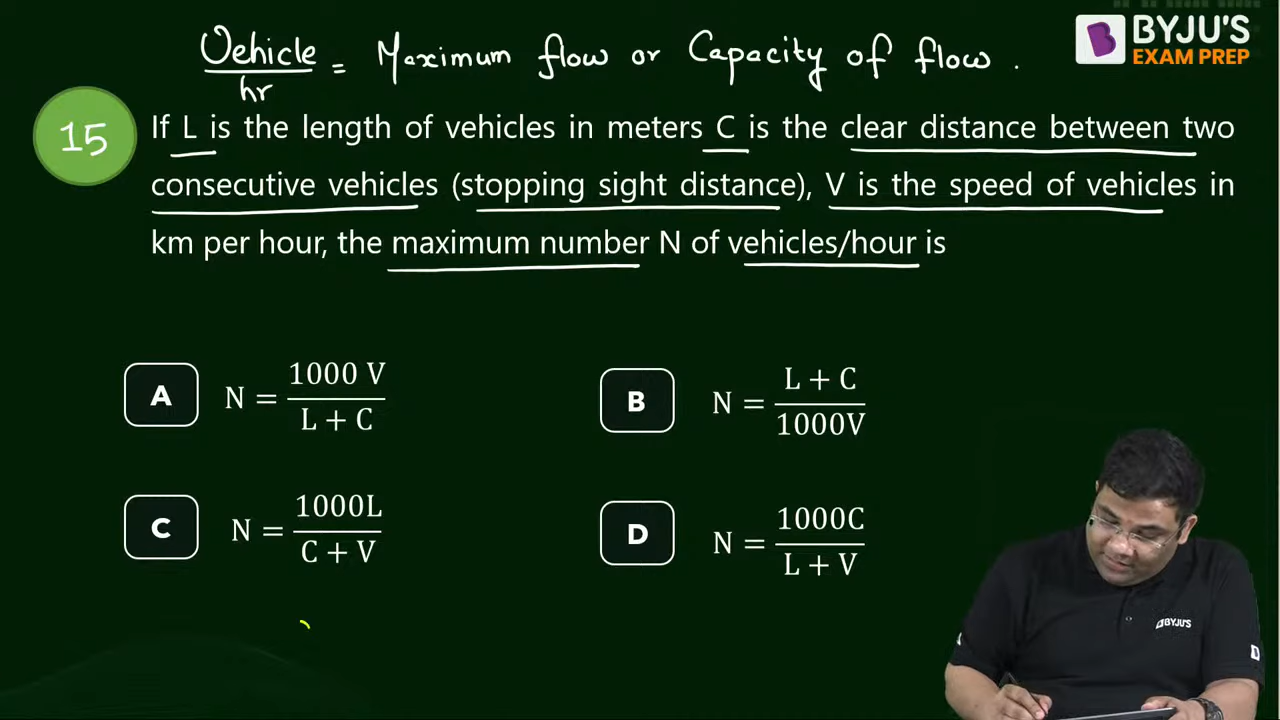 Vehicle/hr = Maximum flow or Capacity of flow.
BYJU'S
EXAM PREP
15
If L is the length of vehicles in meters C is the clear distance between two
consecutive vehicles (stopping sight distance), V is the speed of vehicles in
km per hour, the maximum number N of vehicles/hour is
A N = 1000 V / L + C
B N = L + C / 1000V
C N = 1000L / C + V
D N = 1000C / L + V
BYJU'S